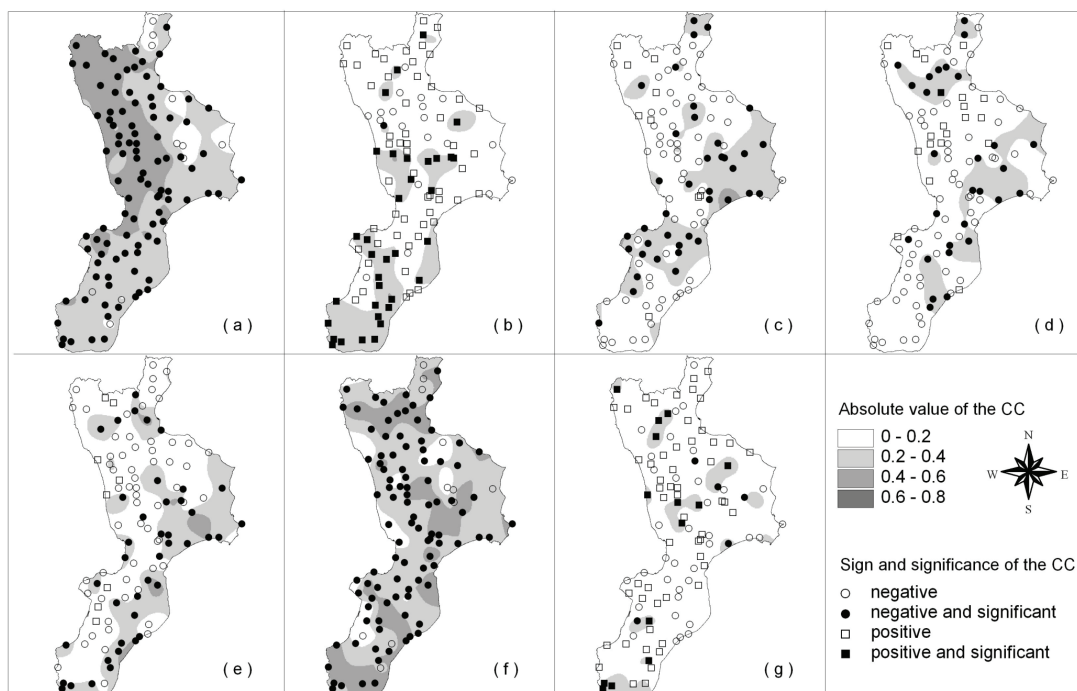 ( a )
( b )
( c )
( d )
( e )
( f )
( g )
Absolute value of the CC
0 - 0.2
0.2 - 0.4
0.4 - 0.6
0.6 - 0.8
N
W
E
S
Sign and significance of the CC
negative
negative and significant
positive
positive and significant